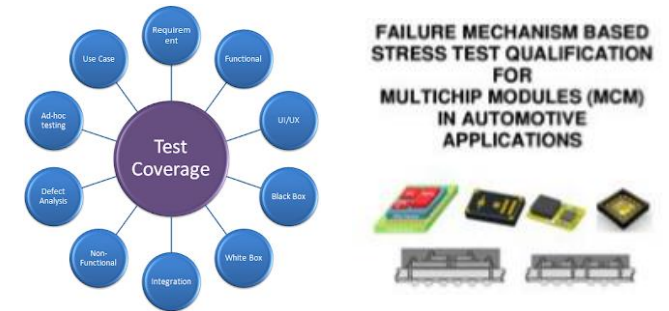 Requirem
ent
Functional
UI/UX
Black Box
White Box
Integration
Non-
Functional
Defect
Analysis
Ad-hoc
testing
Use Case
Test
Coverage
FAILURE MECHANISM BASED
STRESS TEST QUALIFICATION
FOR
MULTICHIP MODULES (MCM)
IN AUTOMOTIVE
APPLICATIONS